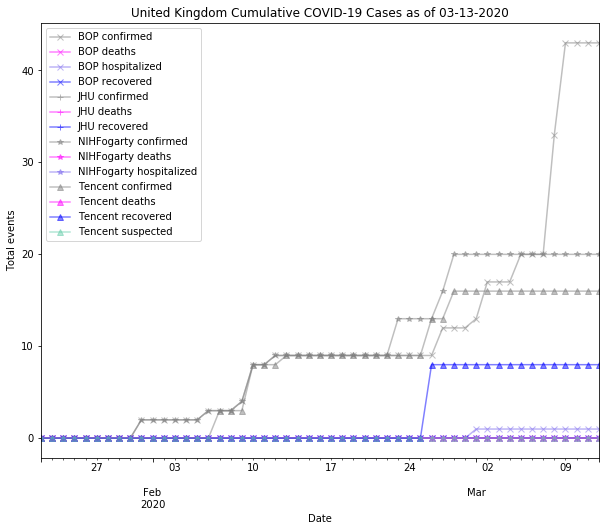 United Kingdom Cumulative COVID-19 Cases as of 03-13-2020
BOP confirmed
BOP deaths
BOP hospitalized
BOP recovered
JHU confirmed
JHU deaths
JHU recovered
NIHFogarty confirmed
NIHFogarty deaths
NIHFogarty hospitalized
Tencent confirmed
Tencent deaths
Tencent recovered
Tencent suspected
Total events
40
30
20
10
0
27 03 10 17 24 02 09
Feb Mar
2020
Date